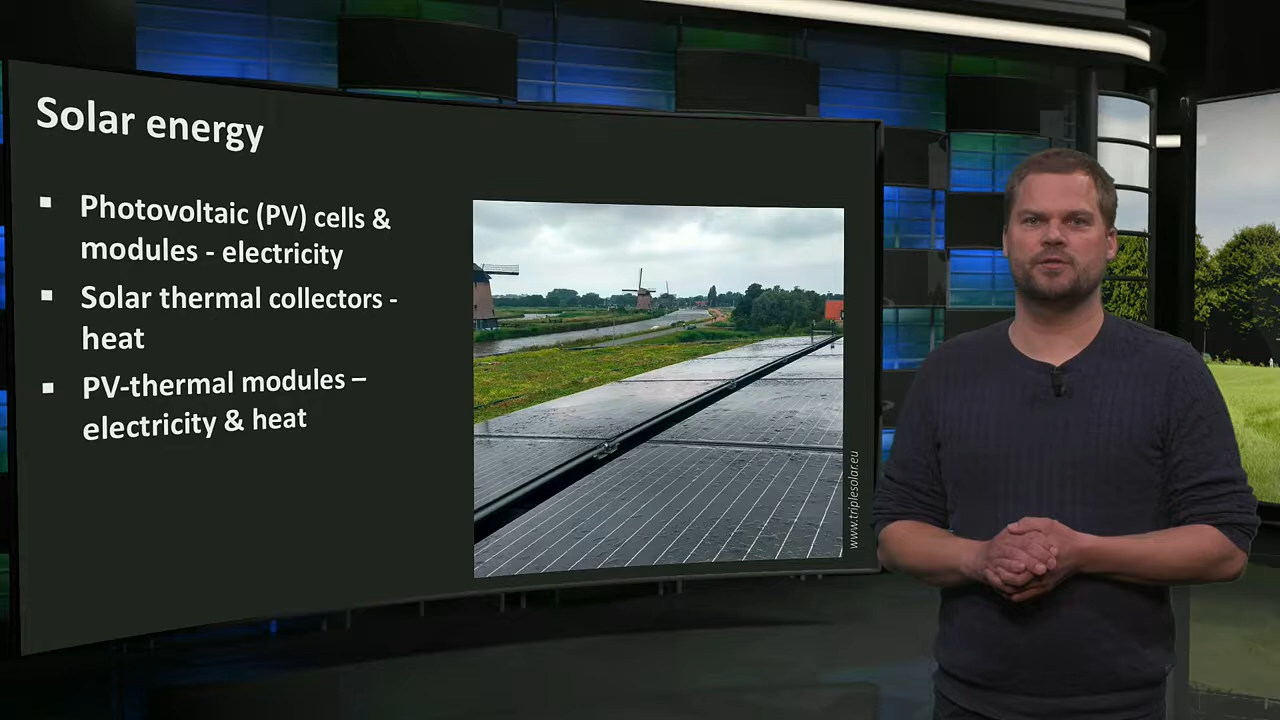 Solar energy
▪ Photovoltaic (PV) cells &
modules - electricity
▪ Solar thermal collectors -
heat
▪ PV-thermal modules –
electricity & heat
www.triplesolar.eu